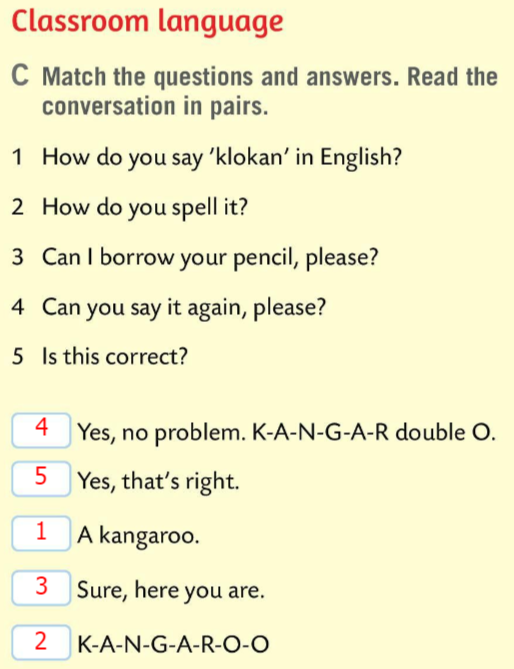 Classroom language
C Match the questions and answers. Read the
conversation in pairs.
1 How do you say ‘klokan’ in English?
2 How do you spell it?
3 Can I borrow your pencil, please?
4 Can you say it again, please?
5 Is this correct?
4 Yes, no problem. K-A-N-G-A-R double O.
5 Yes, that’s right.
1 A kangaroo.
3 Sure, here you are.
2 K-A-N-G-A-R-O-O